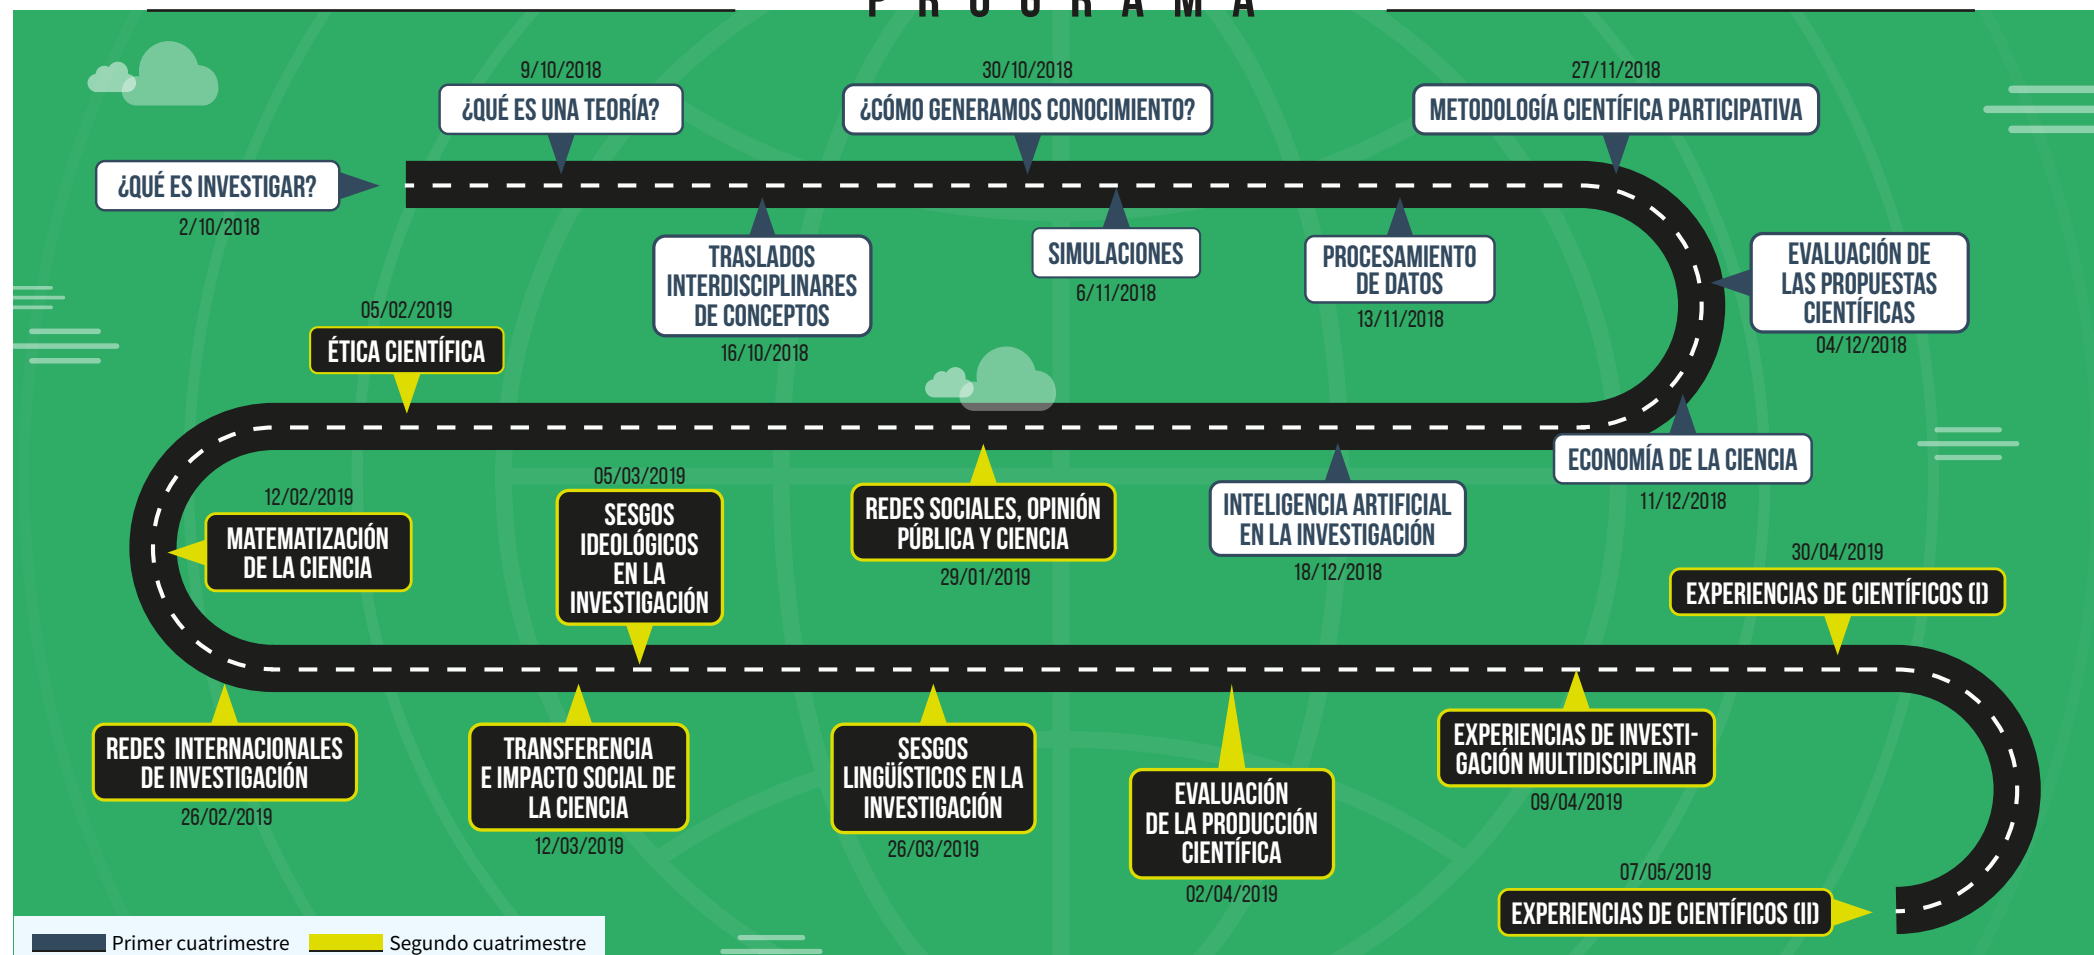 PROGRAMA
9/10/2018
¿QUÉ ES UNA TEORÍA?
30/10/2018
¿CÓMO GENERAMOS CONOCIMIENTO?
27/11/2018
METODOLOGÍA CIENTÍFICA PARTICIPATIVA
¿QUÉ ES INVESTIGAR?
2/10/2018
TRASLADOS
INTERDISCIPLINARES
DE CONCEPTOS
16/10/2018
SIMULACIONES
6/11/2018
PROCESAMIENTO
DE DATOS
13/11/2018
EVALUACIÓN DE
LAS PROPUESTAS
CIENTÍFICAS
04/12/2018
ECONOMÍA DE LA CIENCIA
11/12/2018
INTELIGENCIA ARTIFICIAL
EN LA INVESTIGACIÓN
18/12/2018
REDES SOCIALES, OPINIÓN
PÚBLICA Y CIENCIA
29/01/2019
05/02/2019
ÉTICA CIENTÍFICA
12/02/2019
MATEMATIZACIÓN
DE LA CIENCIA
REDES INTERNACIONALES
DE INVESTIGACIÓN
26/02/2019
05/03/2019
SESGOS
IDEOLÓGICOS
EN LA
INVESTIGACIÓN
TRANSFERENCIA
E IMPACTO SOCIAL DE
LA CIENCIA
12/03/2019
SESGOS
LINGÜÍSTICOS EN LA
INVESTIGACIÓN
26/03/2019
EVALUACIÓN
DE LA PRODUCCIÓN
CIENTÍFICA
02/04/2019
EXPERIENCIAS DE INVESTI-
GACIÓN MULTIDISCIPLINAR
09/04/2019
30/04/2019
EXPERIENCIAS DE CIENTÍFICOS (I)
07/05/2019
EXPERIENCIAS DE CIENTÍFICOS (II)
Primer cuatrimestre
Segundo cuatrimestre